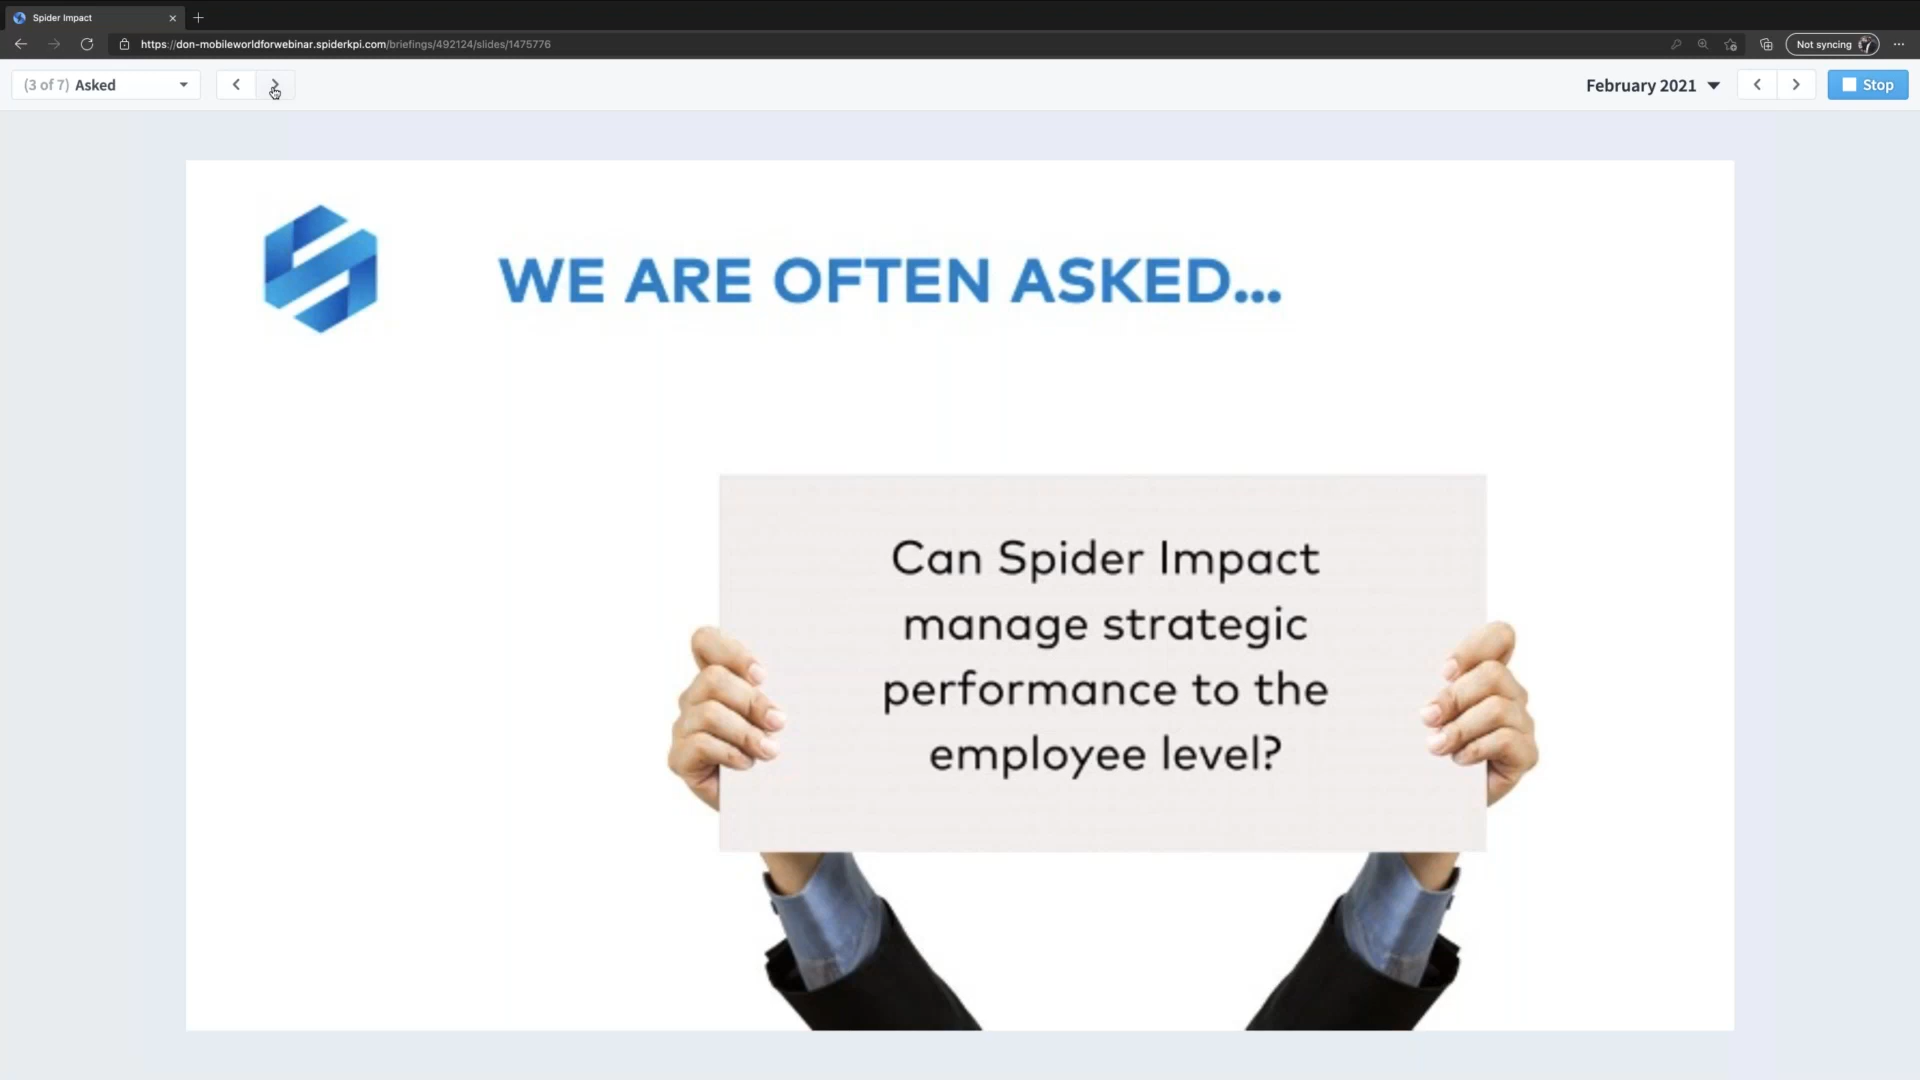 Spider Impact
https://don-mobileworldforwebinar.spiderkpi.com/briefings/492124/slides/1475776
Not syncing
(3 of 7) Asked
February 2021
Stop
WE ARE OFTEN ASKED...
Can Spider Impact
manage strategic
performance to the
employee level?